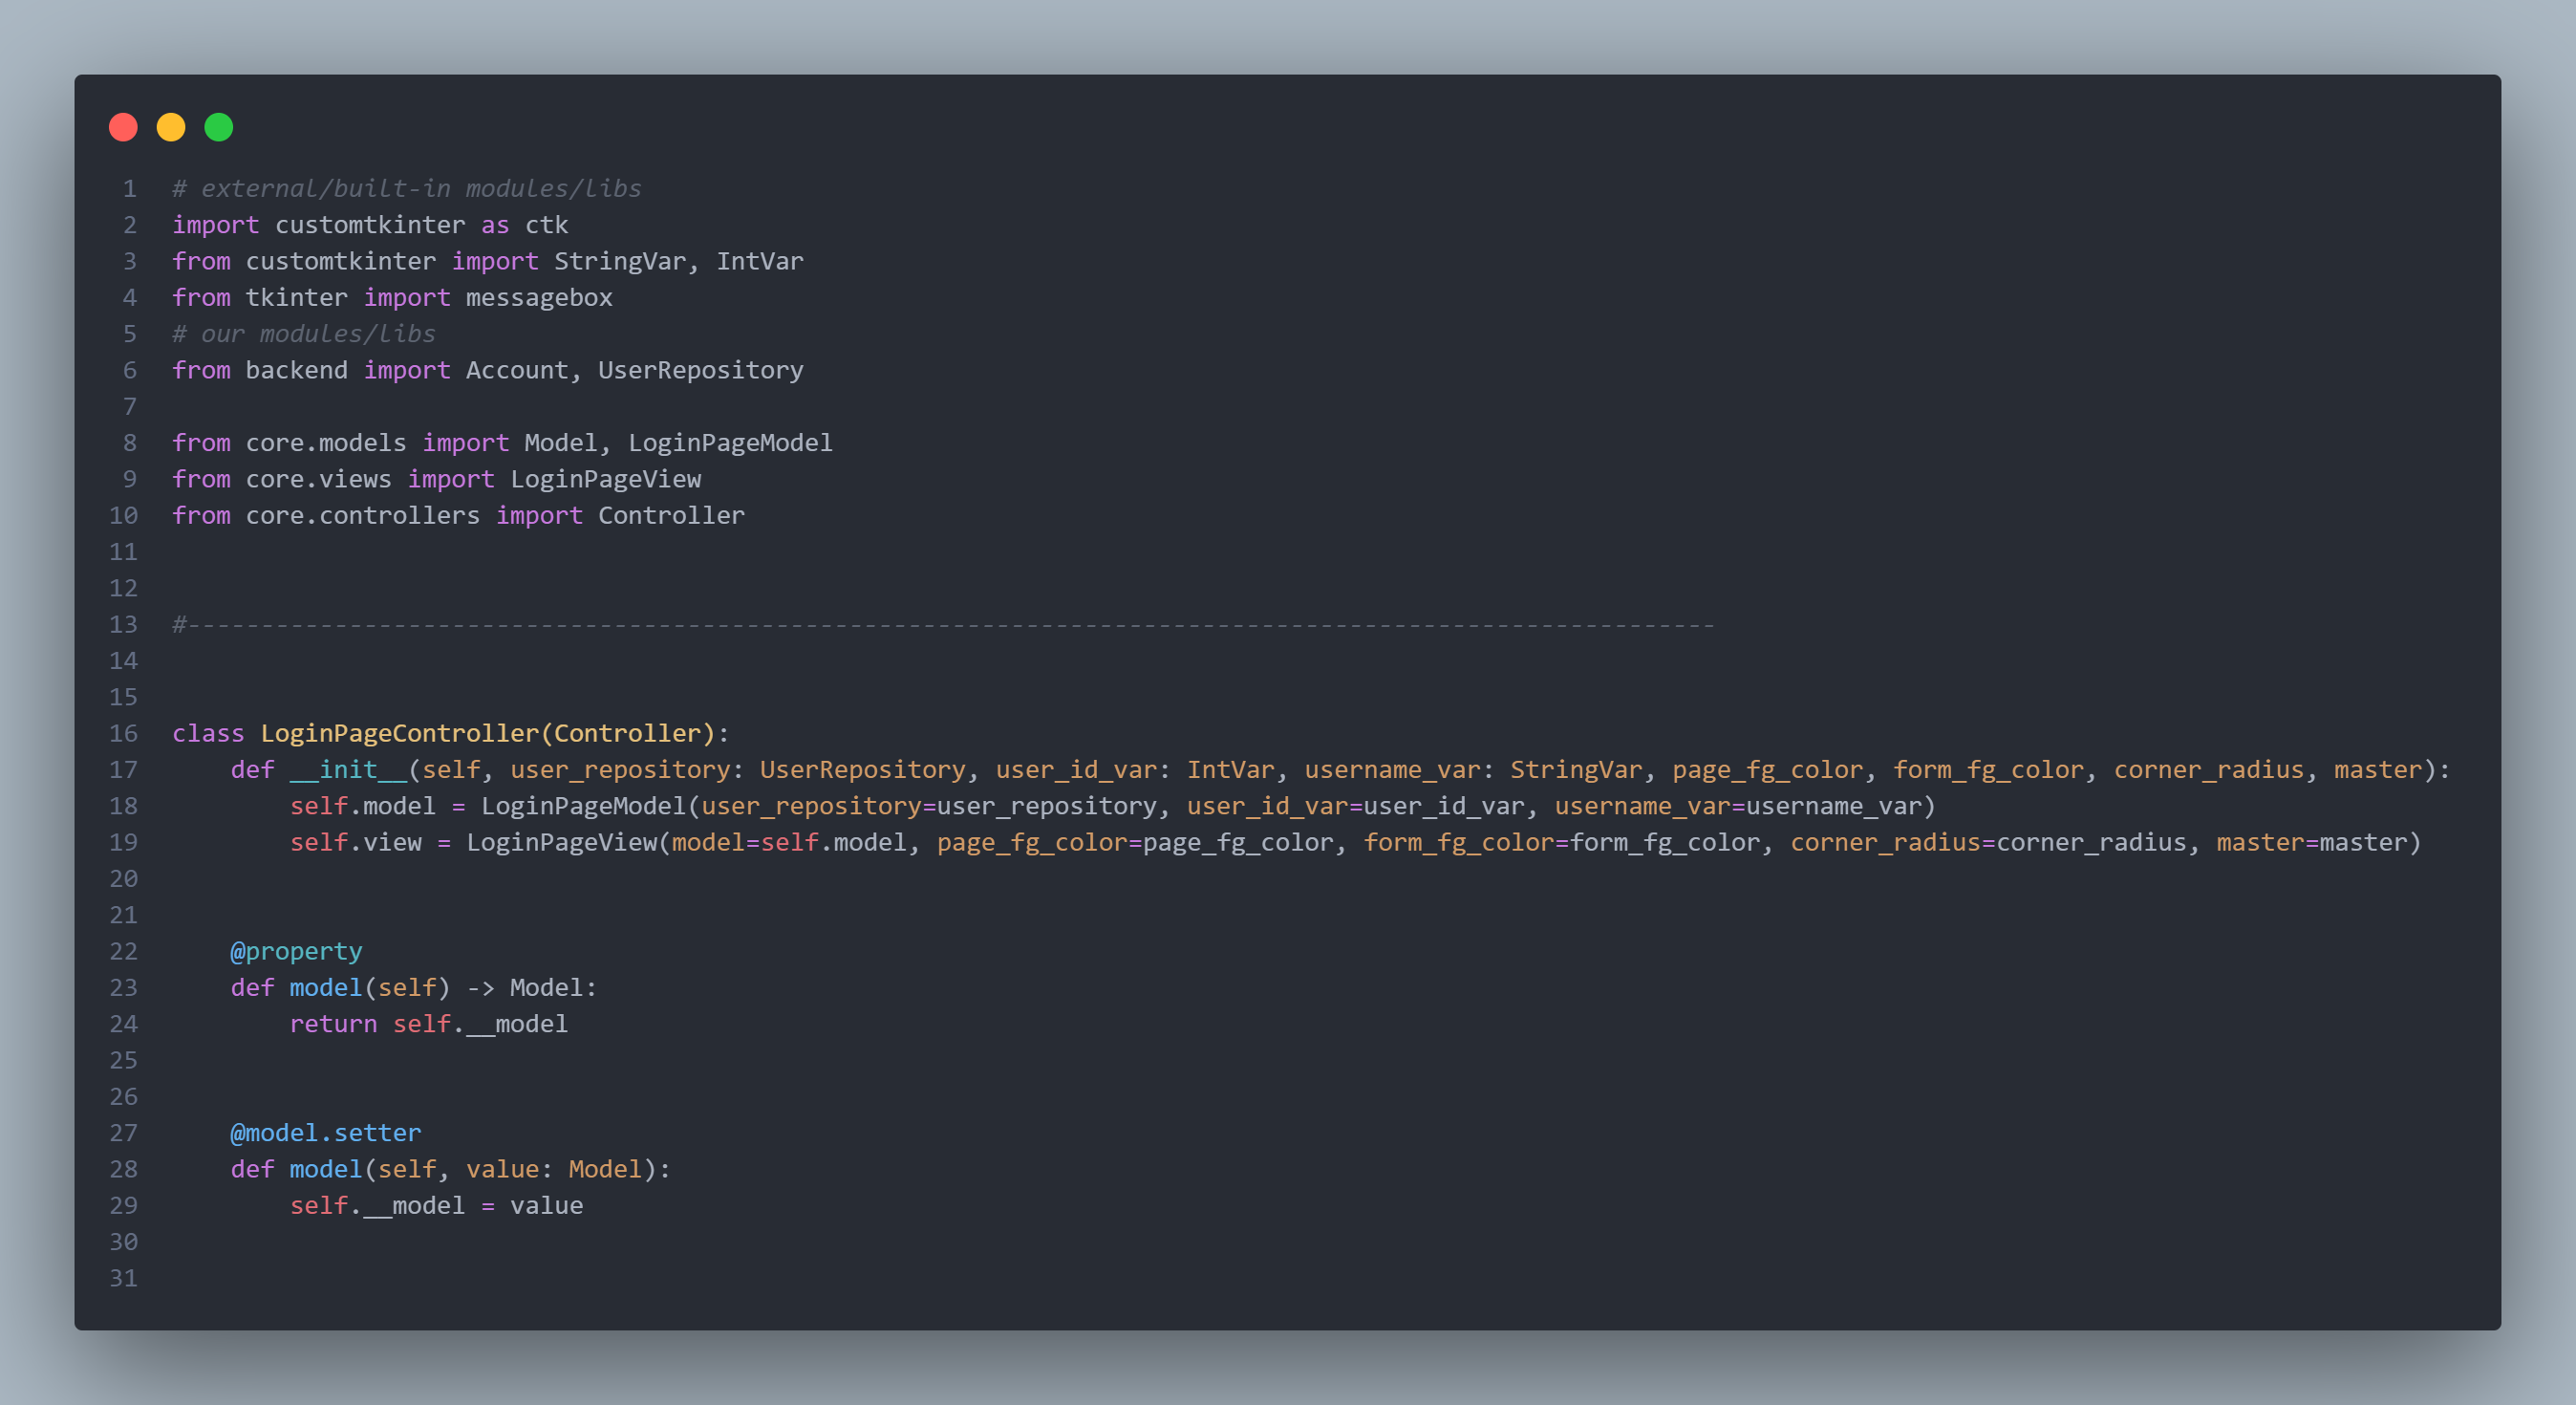 1 # external/built-in modules/libs
2 import customtkinter as ctk
3 from customtkinter import StringVar, IntVar
4 from tkinter import messagebox
5 # our modules/libs
6 from backend import Account, UserRepository
7
8 from core.models import Model, LoginPageModel
9 from core.views import LoginPageView
10 from core.controllers import Controller
11
12
13 #--------------------------------------------------------------------------------------------------------
14
15
16 class LoginPageController(Controller):
17     def __init__(self, user_repository: UserRepository, user_id_var: IntVar, username_var: StringVar, page_fg_color, form_fg_color, corner_radius, master):
18         self.model = LoginPageModel(user_repository=user_repository, user_id_var=user_id_var, username_var=username_var)
19         self.view = LoginPageView(model=self.model, page_fg_color=page_fg_color, form_fg_color=form_fg_color, corner_radius=corner_radius, master=master)
20
21
22     @property
23     def model(self) -> Model:
24         return self.__model
25
26
27     @model.setter
28     def model(self, value: Model):
29         self.__model = value
30
31